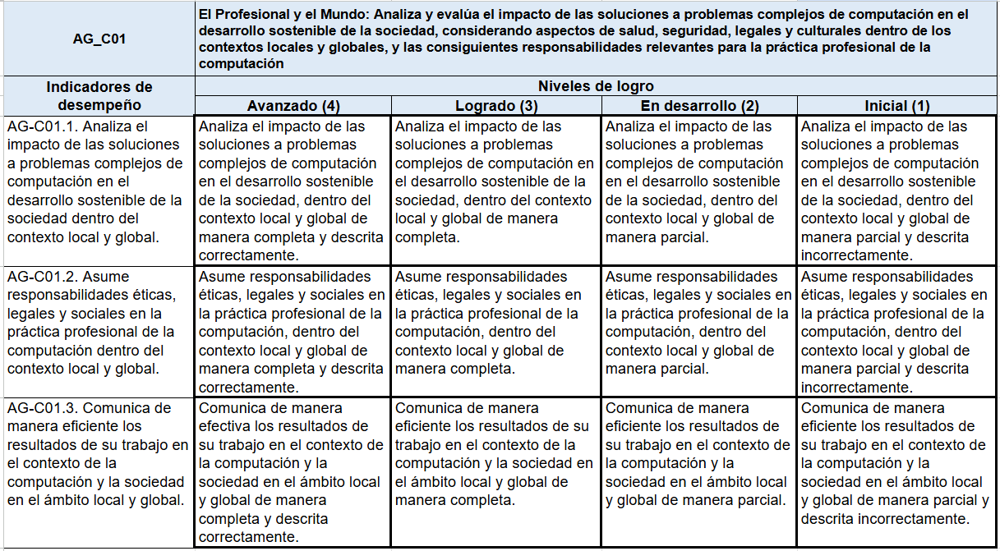 AG_C01
El Profesional y el Mundo: Analiza y evalúa el impacto de las soluciones a problemas complejos de computación en el
desarrollo sostenible de la sociedad, considerando aspectos de salud, seguridad, legales y culturales dentro de los
contextos locales y globales, y las consiguientes responsabilidades relevantes para la práctica profesional de la
computación
Indicadores de
desempeño
Niveles de logro
Avanzado (4)
Logrado (3)
En desarrollo (2)
Inicial (1)
AG-C01.1. Analiza el
impacto de las soluciones
a problemas complejos de
computación en el
desarrollo sostenible de la
sociedad dentro del
contexto local y global.
Analiza el impacto de las
soluciones a problemas
complejos de computación
en el desarrollo sostenible
de la sociedad, dentro del
contexto local y global de
manera completa y descrita
correctamente.
Analiza el impacto de las
soluciones a problemas
complejos de computación en
el desarrollo sostenible de la
sociedad, dentro del contexto
local y global de manera
completa.
Analiza el impacto de las
soluciones a problemas
complejos de computación
en el desarrollo sostenible
de la sociedad, dentro del
contexto local y global de
manera parcial.
Analiza el impacto de las
soluciones a problemas
complejos de computación
en el desarrollo sostenible
de la sociedad, dentro del
contexto local y global de
manera parcial y descrita
incorrectamente.
AG-C01.2. Asume
responsabilidades éticas,
legales y sociales en la
práctica profesional de la
computación dentro del
contexto local y global.
Asume responsabilidades
éticas, legales y sociales en
la práctica profesional de la
computación, dentro del
contexto local y global de
manera completa y descrita
correctamente.
Asume responsabilidades
éticas, legales y sociales en
la práctica profesional de la
computación, dentro del
contexto local y global de
manera completa.
Asume responsabilidades
éticas, legales y sociales en
la práctica profesional de la
computación, dentro del
contexto local y global de
manera parcial.
Asume responsabilidades
éticas, legales y sociales en
la práctica profesional de la
computación, dentro del
contexto local y global de
manera parcial y descrita
incorrectamente.
AG-C01.3. Comunica de
manera eficiente los
resultados de su trabajo en
el contexto de la
computación y la sociedad
en el ámbito local y global.
Comunica de manera
efectiva los resultados de
su trabajo en el contexto de
la computación y la
sociedad en el ámbito local
y global de manera
completa y descrita
correctamente.
Comunica de manera
eficiente los resultados de su
trabajo en el contexto de la
computación y la sociedad en
el ámbito local y global de
manera completa.
Comunica de manera
eficiente los resultados de
su trabajo en el contexto de
la computación y la
sociedad en el ámbito local
y global de manera parcial.
Comunica de manera
eficiente los resultados de
su trabajo en el contexto de
la computación y la
sociedad en el ámbito local
y global de manera parcial y
descrita incorrectamente.